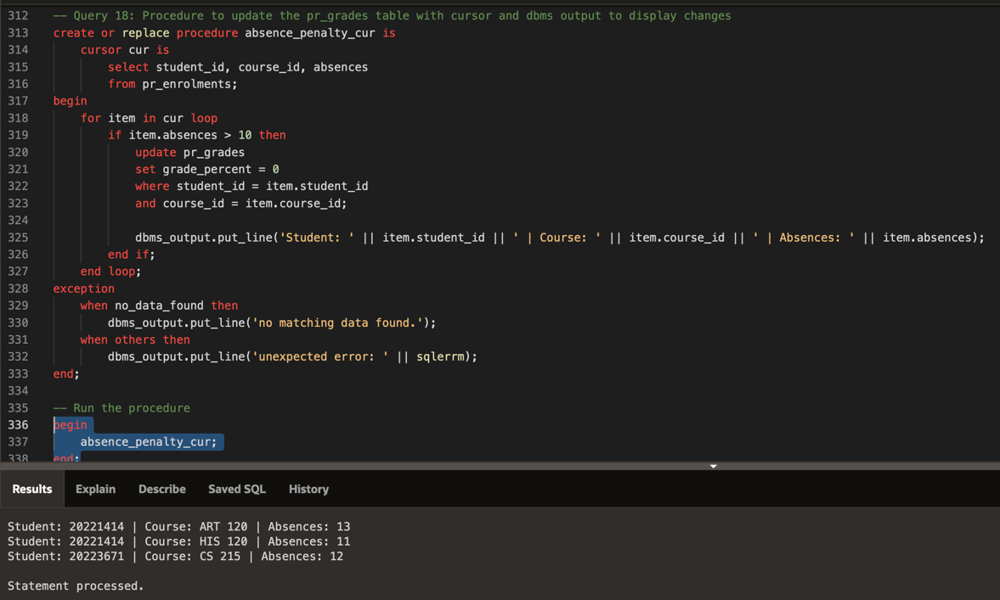 312 -- Query 18: Procedure to update the pr_grades table with cursor and dbms output to display changes
313 create or replace procedure absence_penalty_cur is
314 cursor cur is
315 select student_id, course_id, absences
316 from pr_enrolments;
317 begin
318 for item in cur loop
319 if item.absences > 10 then
320 update pr_grades
321 set grade_percent = 0
322 where student_id = item.student_id
323 and course_id = item.course_id;
324
325 dbms_output.put_line('Student: ' || item.student_id || ' | Course: ' || item.course_id || ' | Absences: ' || item.absences);
326 end if;
327 end loop;
328 exception
329 when no_data_found then
330 dbms_output.put_line('no matching data found.');
331 when others then
332 dbms_output.put_line('unexpected error: ' || sqlerrm);
333 end;
334
335 -- Run the procedure
336 begin
337 absence_penalty_cur;
338 end;
Results Explain Describe Saved SQL History
Student: 20221414 | Course: ART 120 | Absences: 13
Student: 20221414 | Course: HIS 120 | Absences: 11
Student: 20223671 | Course: CS 215 | Absences: 12
Statement processed.